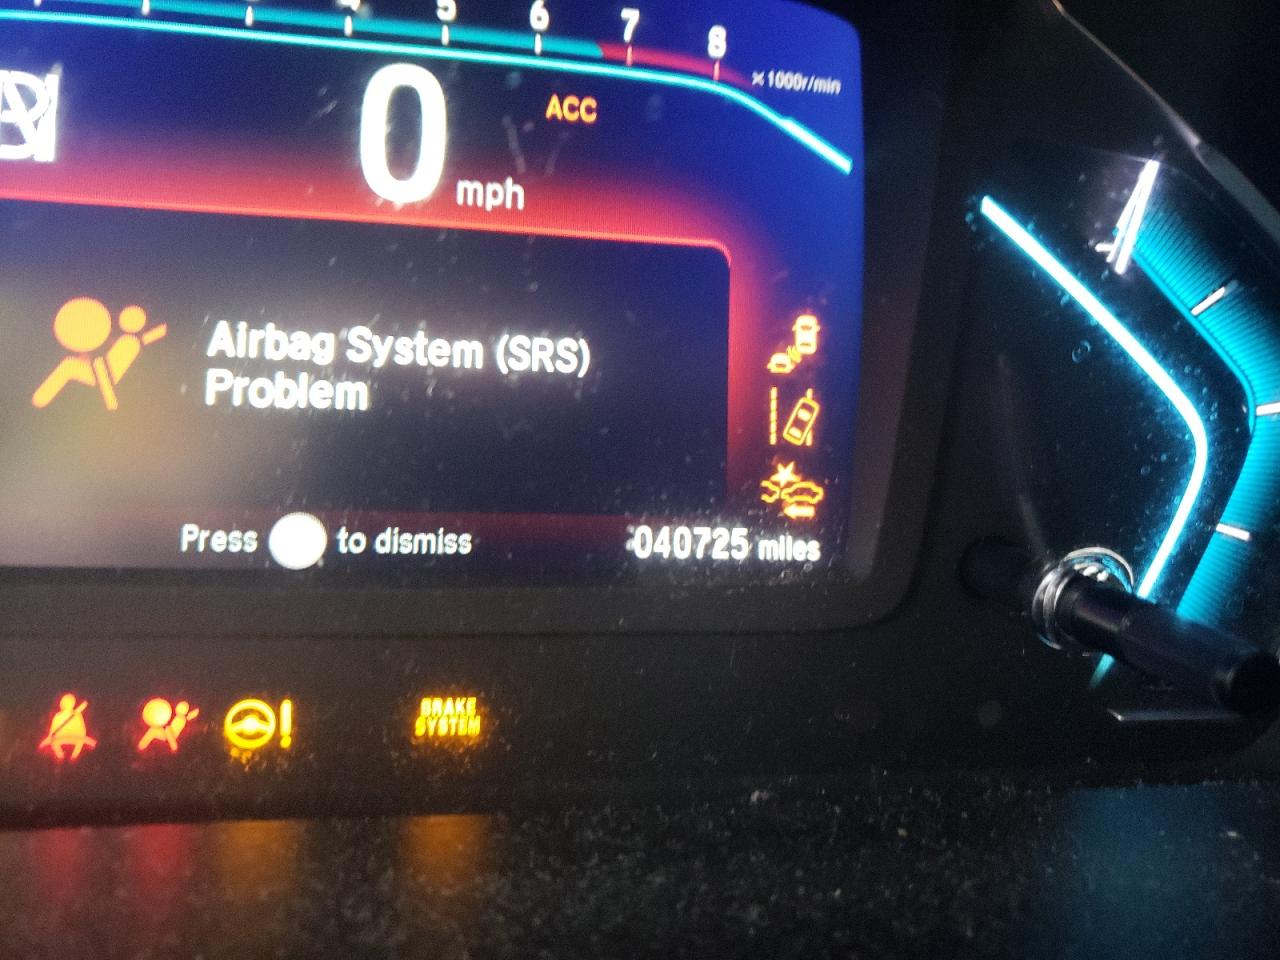 4 5 6 7 8
x1000r/min
0 mph
ACC
Airbag System (SRS)
Problem
Press to dismiss
040725 miles
!
BRAKE
SYSTEM